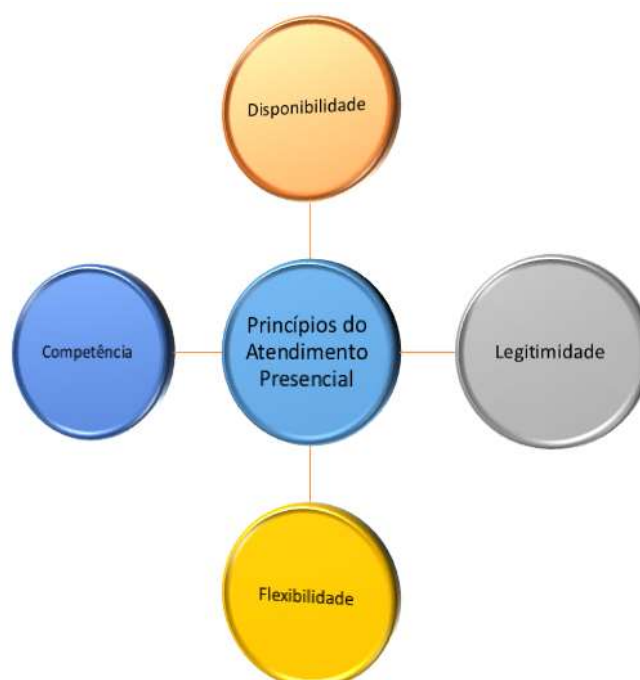 Disponibilidade
Competência
Princípios do
Atendimento
Presencial
Legitimidade
Flexibilidade